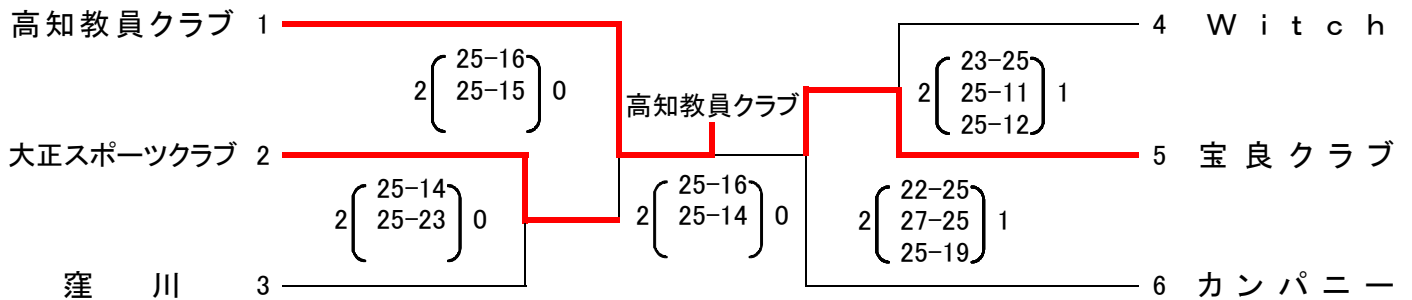 高知教員クラブ 1
4 Witch
2 25-16 0
25-15
2 23-25 1
25-11
25-12
高知教員クラブ
大正スポーツクラブ 2
5 宝良クラブ
2 25-14 0
25-23
2 25-16 0
25-14
2 22-25 1
27-25
25-19
窪川 3
6 カンパニー